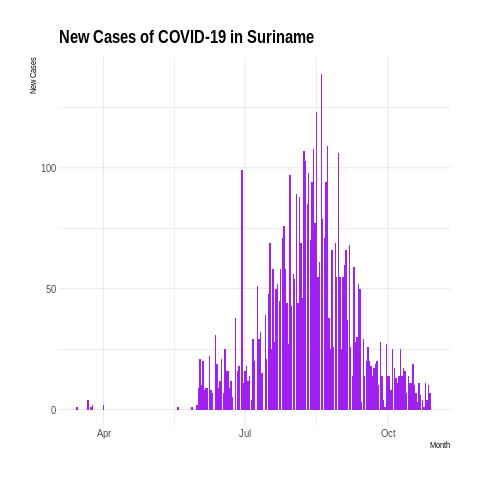 New Cases of COVID-19 in Suriname
New Cases
100
50
0
Apr
Jul
Oct
Month